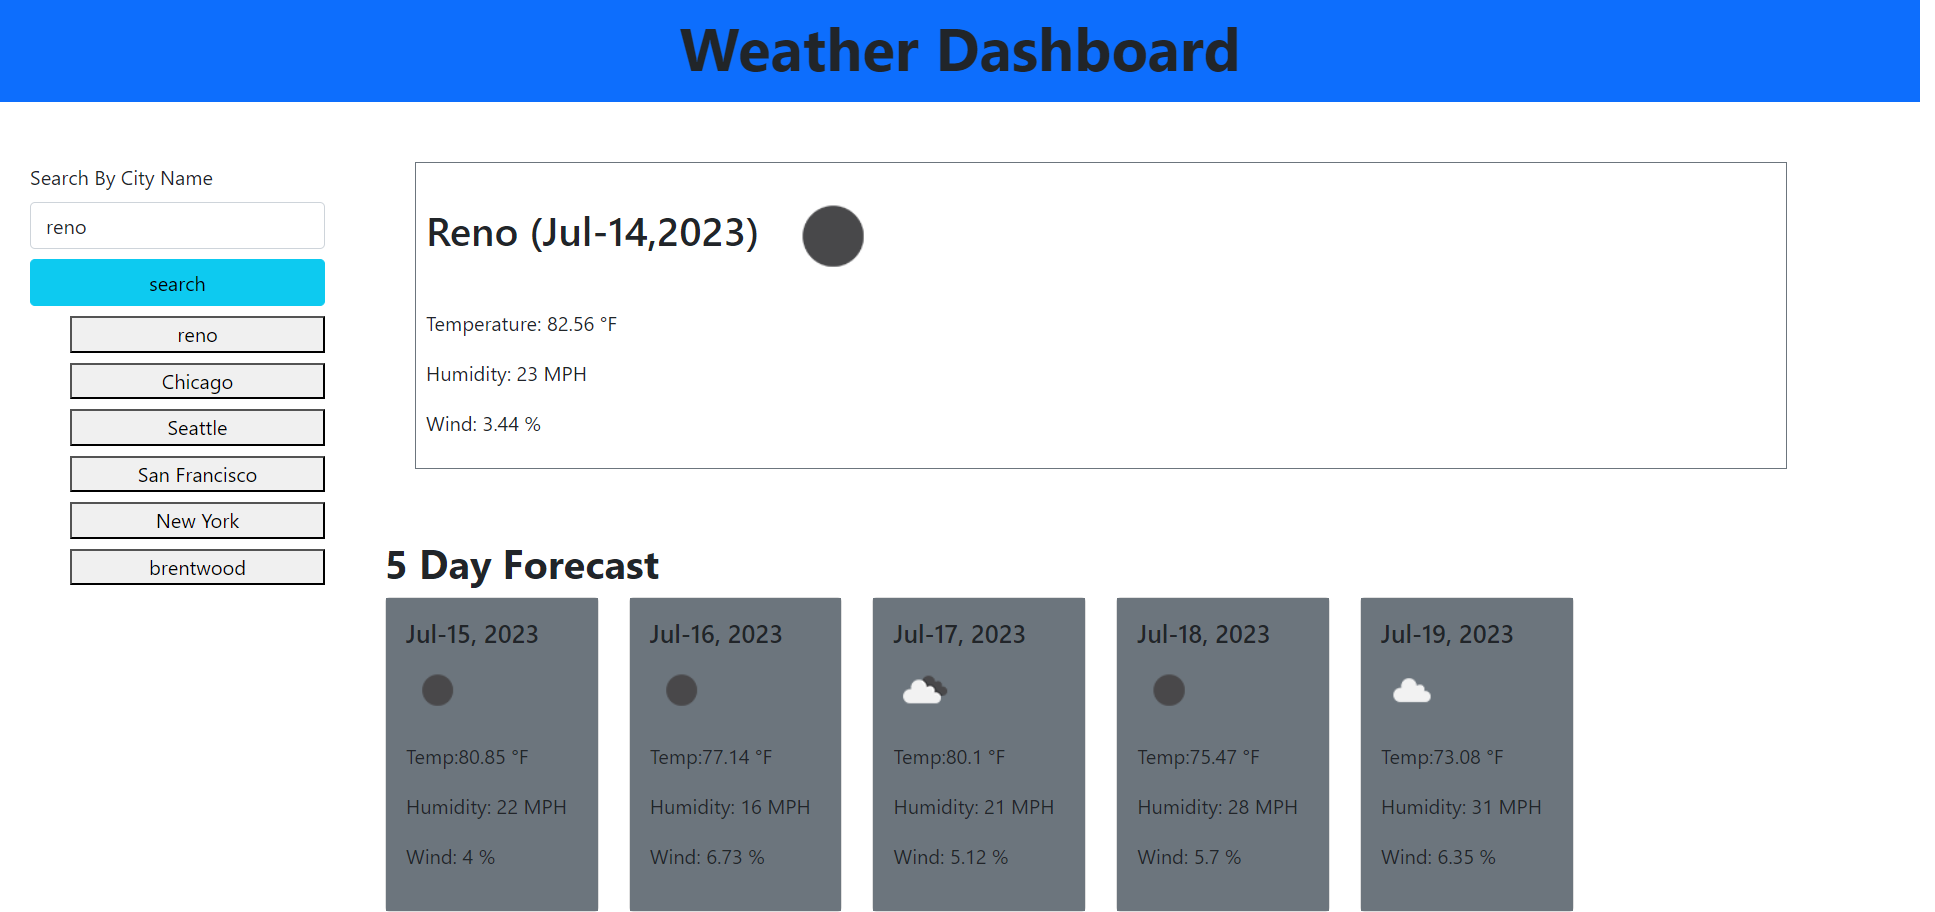 Weather Dashboard
Search By City Name
reno
search
reno
Chicago
Seattle
San Francisco
New York
brentwood
Reno (Jul-14,2023)
Temperature: 82.56 °F
Humidity: 23 MPH
Wind: 3.44 %
5 Day Forecast
Jul-15, 2023
Temp:80.85 °F
Humidity: 22 MPH
Wind: 4 %
Jul-16, 2023
Temp:77.14 °F
Humidity: 16 MPH
Wind: 6.73 %
Jul-17, 2023
Temp:80.1 °F
Humidity: 21 MPH
Wind: 5.12 %
Jul-18, 2023
Temp:75.47 °F
Humidity: 28 MPH
Wind: 5.7 %
Jul-19, 2023
Temp:73.08 °F
Humidity: 31 MPH
Wind: 6.35 %